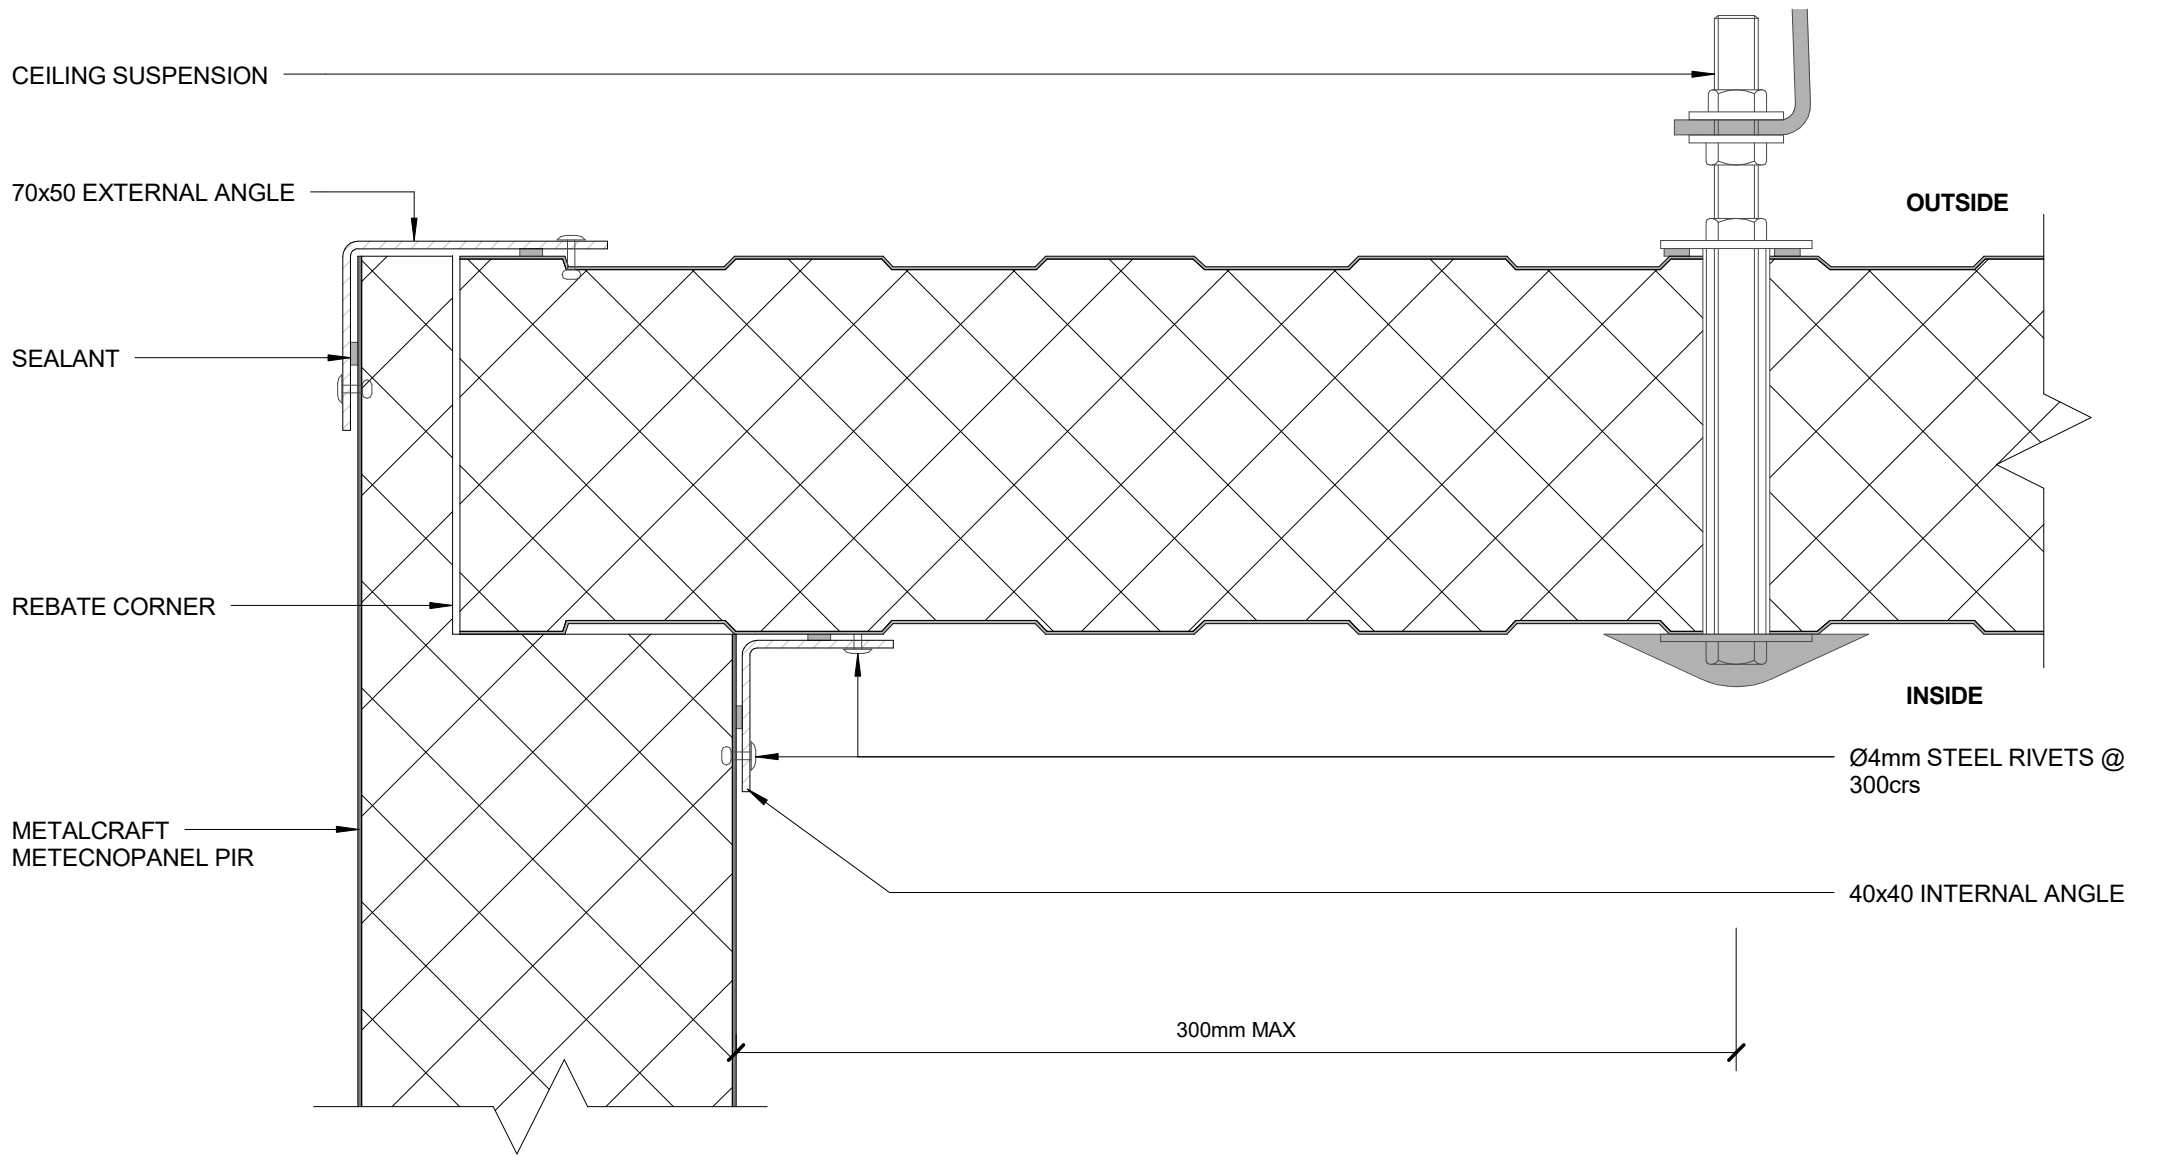 CEILING SUSPENSION
70x50 EXTERNAL ANGLE
OUTSIDE
SEALANT
REBATE CORNER
INSIDE
Ø4mm STEEL RIVETS @
300crs
METALCRAFT
METECNOPANEL PIR
40x40 INTERNAL ANGLE
300mm MAX